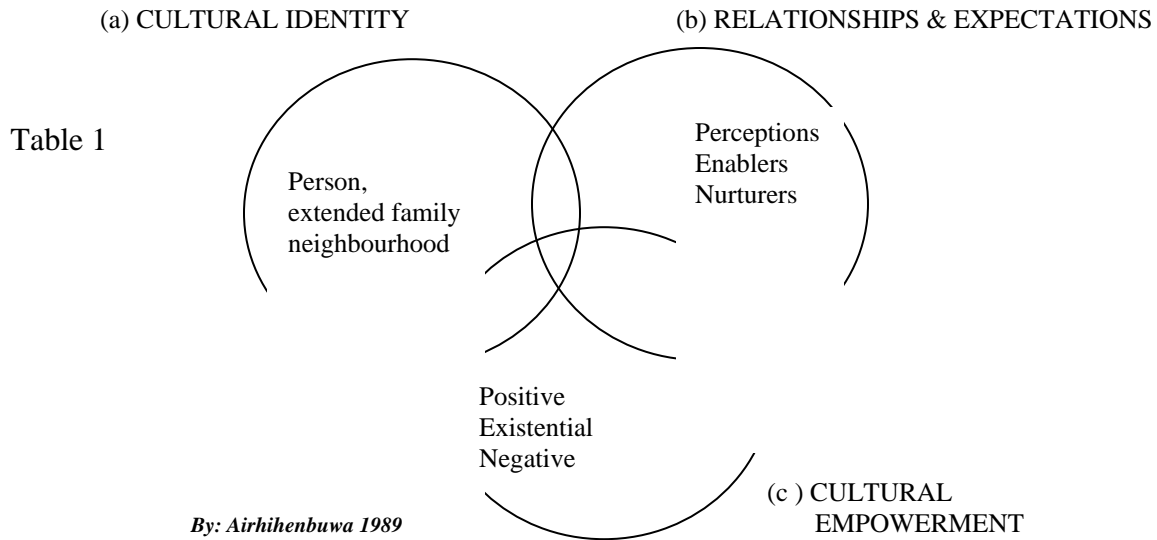 (a) CULTURAL IDENTITY
(b) RELATIONSHIPS & EXPECTATIONS
Table 1
Perceptions
Enablers
Nurturers
Person,
extended family
neighbourhood
Positive
Existential
Negative
(c ) CULTURAL
EMPOWERMENT
By: Airhihenbuwa 1989